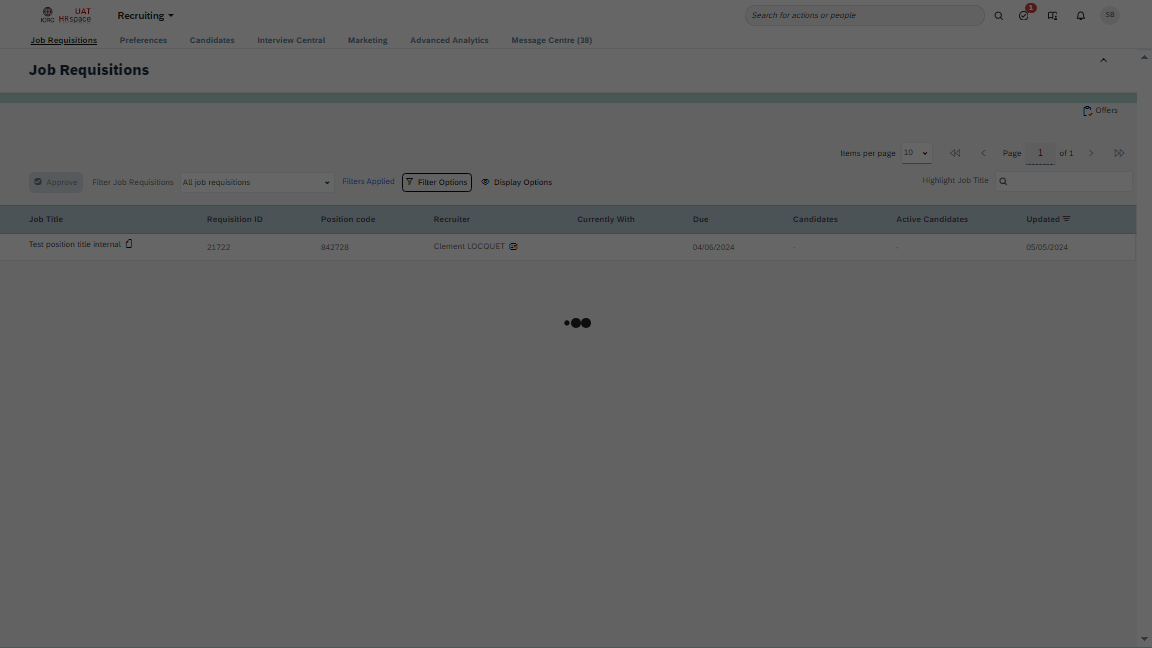 ICRC UAT HRspace Recruiting Search for actions or people 1 SB
Job Requisitions Preferences Candidates Interview Central Marketing Advanced Analytics Message Centre (38)
Job Requisitions
Offers
Items per page 10 Page 1 of 1
Approve Filter Job Requisitions All job requisitions Filters Applied Filter Options Display Options Highlight Job Title
Job Title Requisition ID Position code Recruiter Currently With Due Candidates Active Candidates Updated
Test position title internal 21722 842728 Clement LOCQUET 04/06/2024 - - 05/05/2024